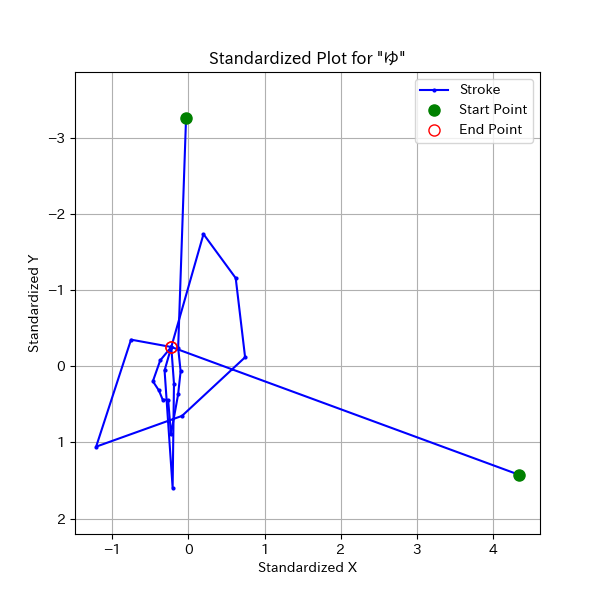 Standardized Plot for "ゆ"
Stroke
Start Point
End Point
−3
−2
−1
0
1
2
Standardized Y
−1 0 1 2 3 4
Standardized X